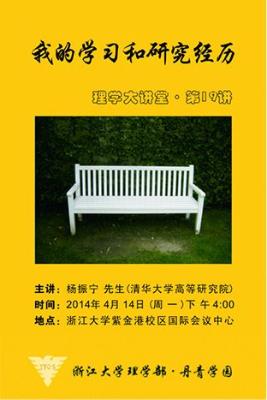 我的学习和研究经历
理学大讲堂·第19讲
主讲：杨振宁 先生(清华大学高等研究院)
时间：2014年4月14日(周一)下午4:00
地点：浙江大学紫金港校区国际会议中心
浙江大学理学部·丹青学园